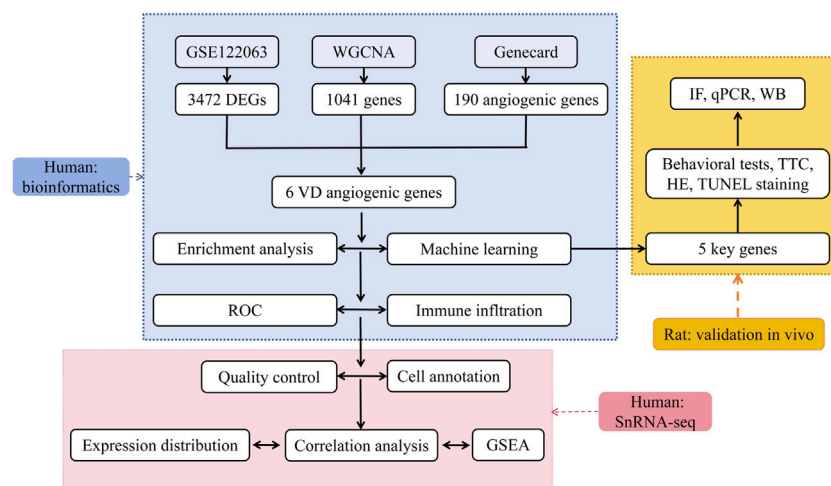 GSE122063
WGCNA
Genecard
3472 DEGs
1041 genes
190 angiogenic genes
Human:
bioinformatics
6 VD angiogenic genes
Enrichment analysis
Machine learning
ROC
Immune infltration
IF, qPCR, WB
Behavioral tests, TTC,
HE, TUNEL staining
5 key genes
Rat: validation in vivo
Quality control
Cell annotation
Human:
SnRNA-seq
Expression distribution
Correlation analysis
GSEA